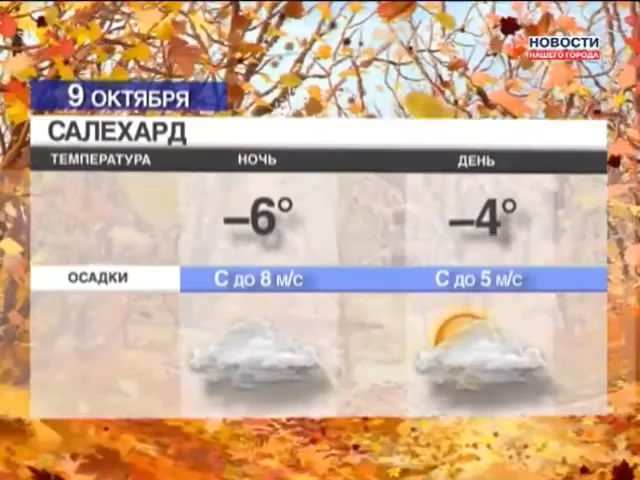 НОВОСТИ
НАШЕГО ГОРОДА
9 ОКТЯБРЯ
САЛЕХАРД
ТЕМПЕРАТУРА НОЧЬ ДЕНЬ
–6° –4°
ОСАДКИ С ДО 8 М/С С ДО 5 М/С